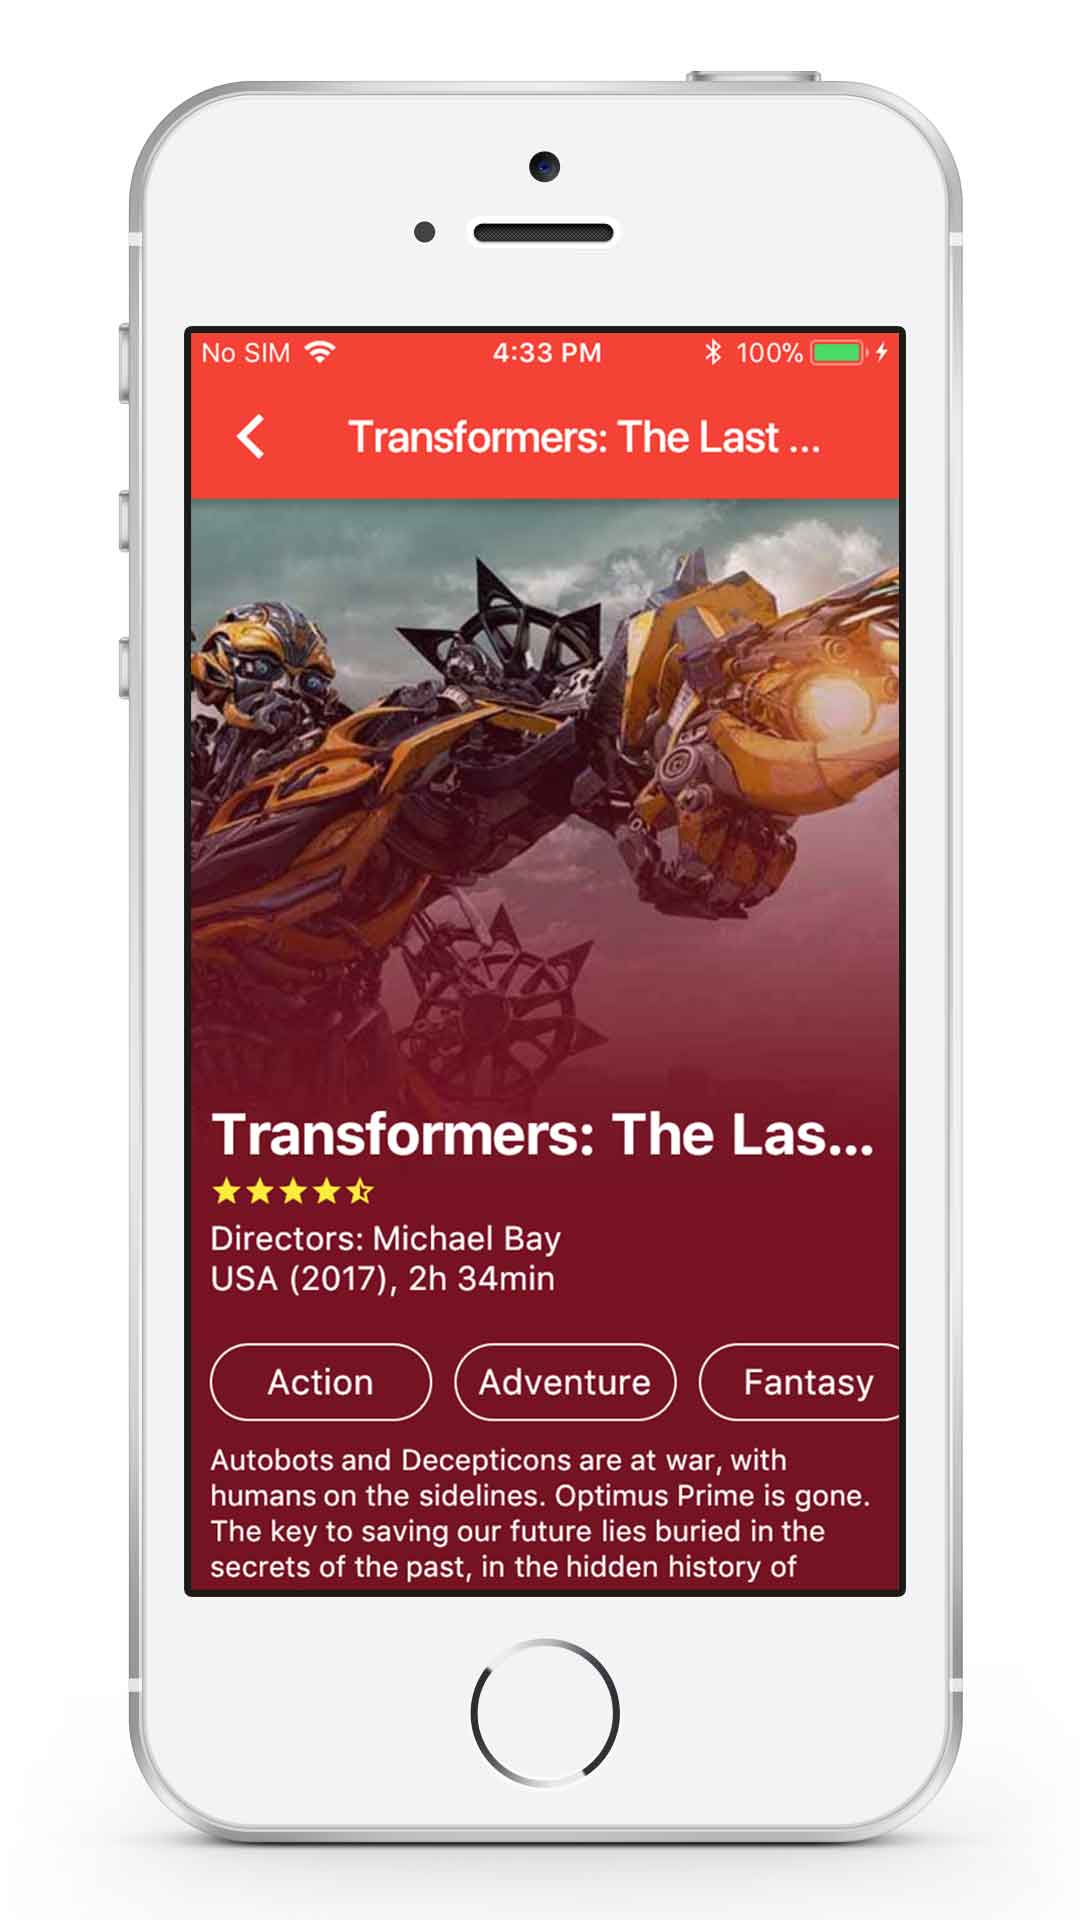 No SIM 4:33 PM 100%
Transformers: The Last ...
Transformers: The Las...
Directors: Michael Bay
USA (2017), 2h 34min
Action Adventure Fantasy
Autobots and Decepticons are at war, with
humans on the sidelines. Optimus Prime is gone.
The key to saving our future lies buried in the
secrets of the past, in the hidden history of